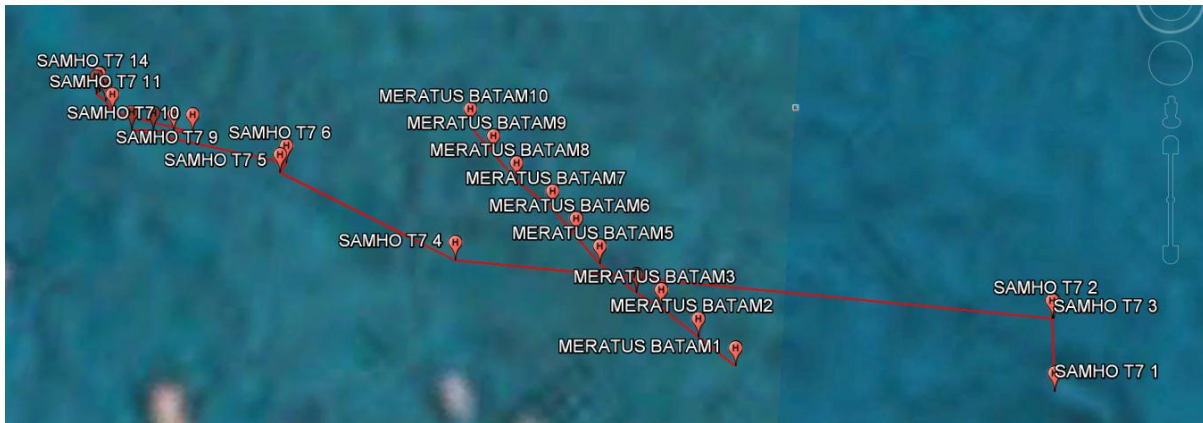 SAMHO T7 14
SAMHO T7 11
SAMHO T7 10
SAMHO T7 9
SAMHO T7 6
SAMHO T7 5
SAMHO T7 4
MERATUS BATAM10
MERATUS BATAM9
MERATUS BATAM8
MERATUS BATAM7
MERATUS BATAM6
MERATUS BATAM5
MERATUS BATAM3
MERATUS BATAM2
MERATUS BATAM1
SAMHO T7 2
SAMHO T7 3
SAMHO T7 1